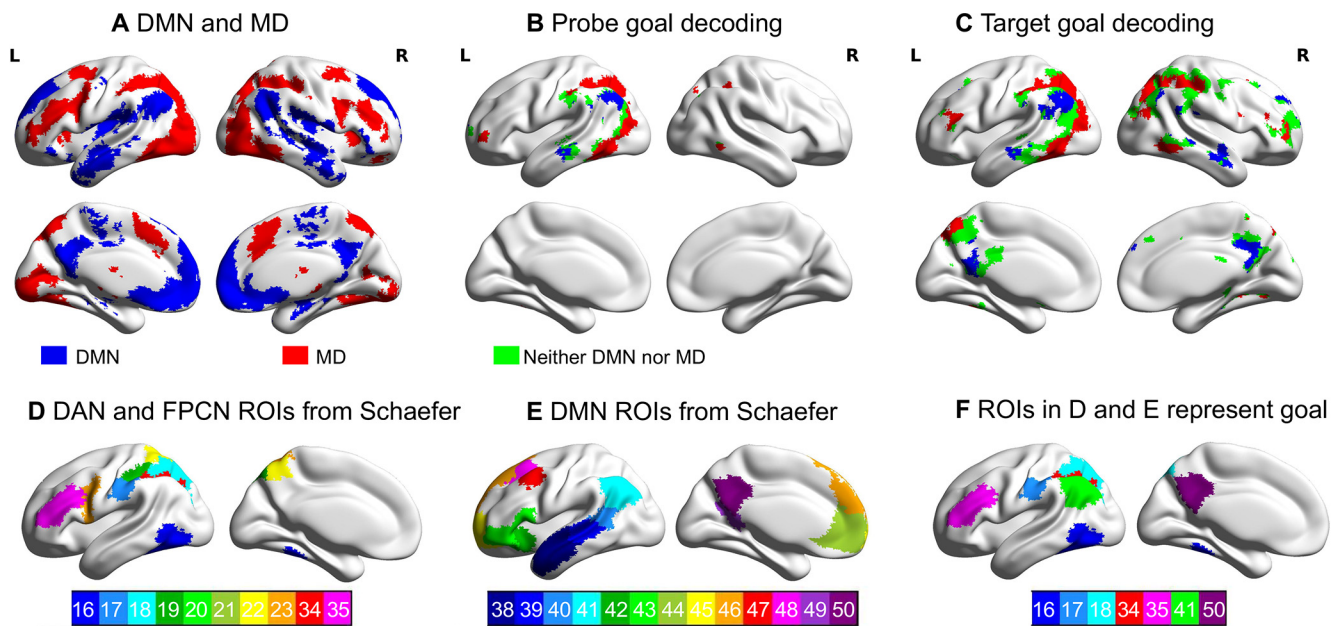 A DMN and MD
B Probe goal decoding
C Target goal decoding
L R L R L R
DMN MD Neither DMN nor MD
D DAN and FPCN ROIs from Schaefer
E DMN ROIs from Schaefer
F ROIs in D and E represent goal
16 17 18 19 20 21 22 23 34 35
38 39 40 41 42 43 44 45 46 47 48 49 50
16 17 18 34 35 41 50